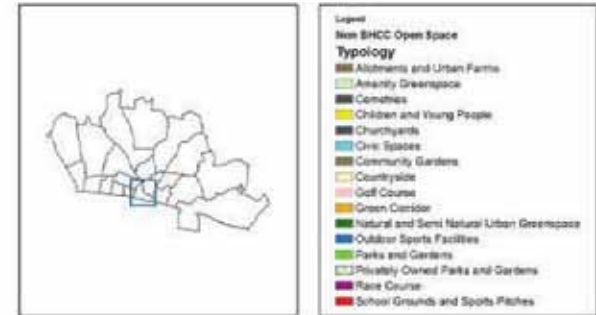 Legend
Non BHCC Open Space
Typology
Allotments and Urban Farms
Amenity Greenspace
Cemetries
Children and Young People
Churchyards
Civic Spaces
Community Gardens
Countryside
Golf Course
Green Corridor
Natural and Semi Natural Urban Greenspace
Outdoor Sports Facilities
Parks and Gardens
Privately Owned Parks and Gardens
Race Course
School Grounds and Sports Pitches